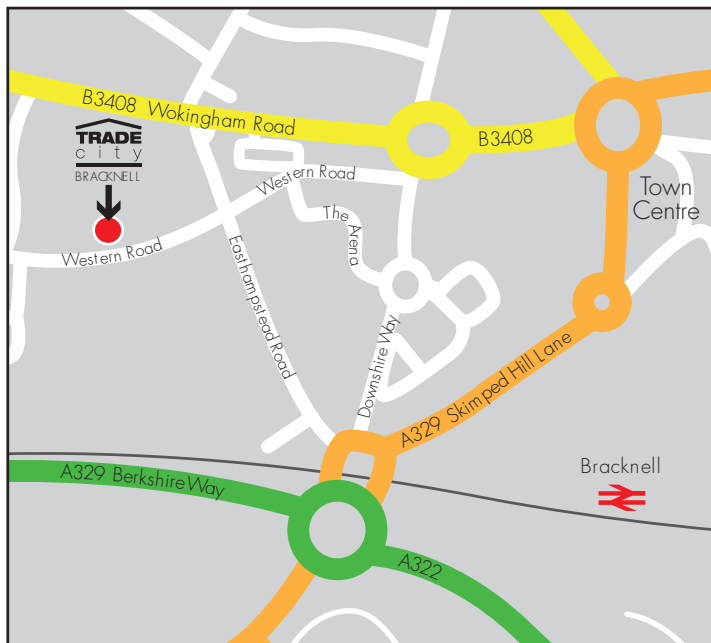 B3408 Wokingham Road
B3408
TRADE
city
BRACKNELL
Western Road
Town
Centre
The Arena
Western Road
Easthampstead Road
Downshire Way
A329 Skimped Hill Lane
Bracknell
A329 Berkshire Way
A322